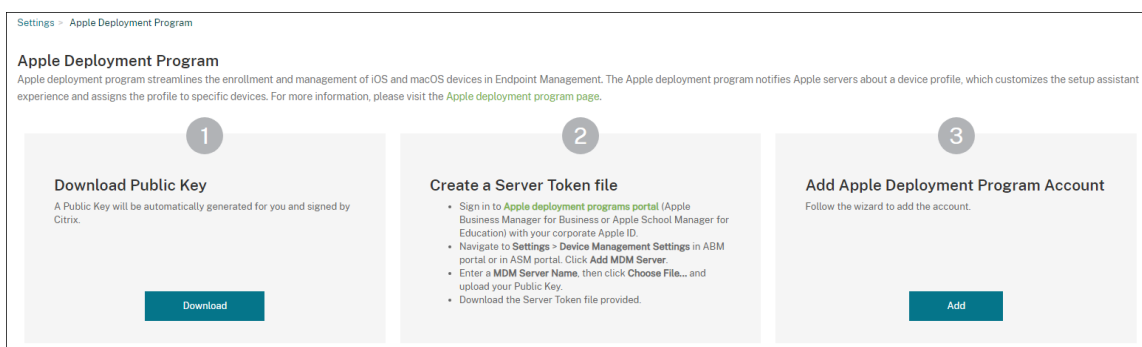 Settings > Apple Deployment Program
Apple Deployment Program
Apple deployment program streamlines the enrollment and management of iOS and macOS devices in Endpoint Management. The Apple deployment program notifies Apple servers about a device profile, which customizes the setup assistant
experience and assigns the profile to specific devices. For more information, please visit the Apple deployment program page.
1
Download Public Key
A Public Key will be automatically generated for you and signed by
Citrix.
Download
2
Create a Server Token file
• Sign in to Apple deployment programs portal (Apple
Business Manager for Business or Apple School Manager for
Education) with your corporate Apple ID.
• Navigate to Settings > Device Management Settings in ABM
portal or in ASM portal. Click Add MDM Server.
• Enter a MDM Server Name, then click Choose File... and
upload your Public Key.
• Download the Server Token file provided.
3
Add Apple Deployment Program Account
Follow the wizard to add the account.
Add